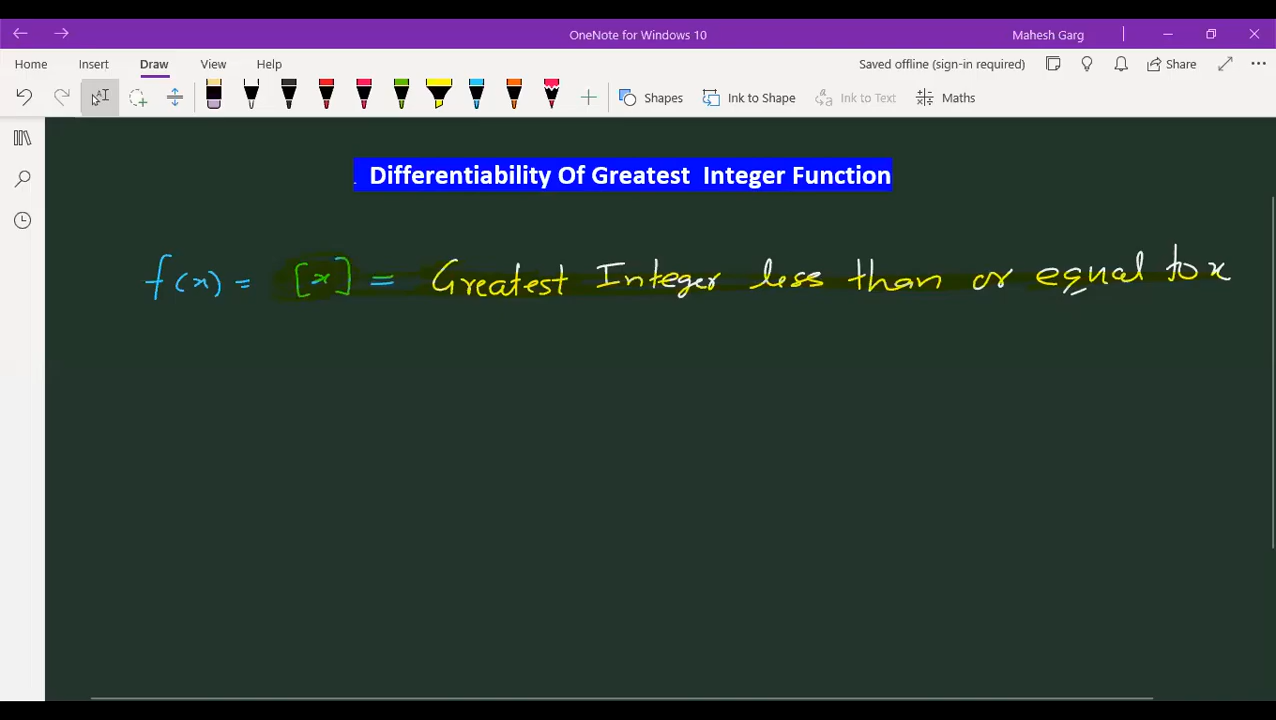 OneNote for Windows 10
Mahesh Garg
Home Insert Draw View Help
Saved offline (sign-in required)
Share
Shapes
Ink to Shape
Ink to Text
Maths
Differentiability Of Greatest Integer Function
f(x) = [x] = Greatest Integer less than or equal to x